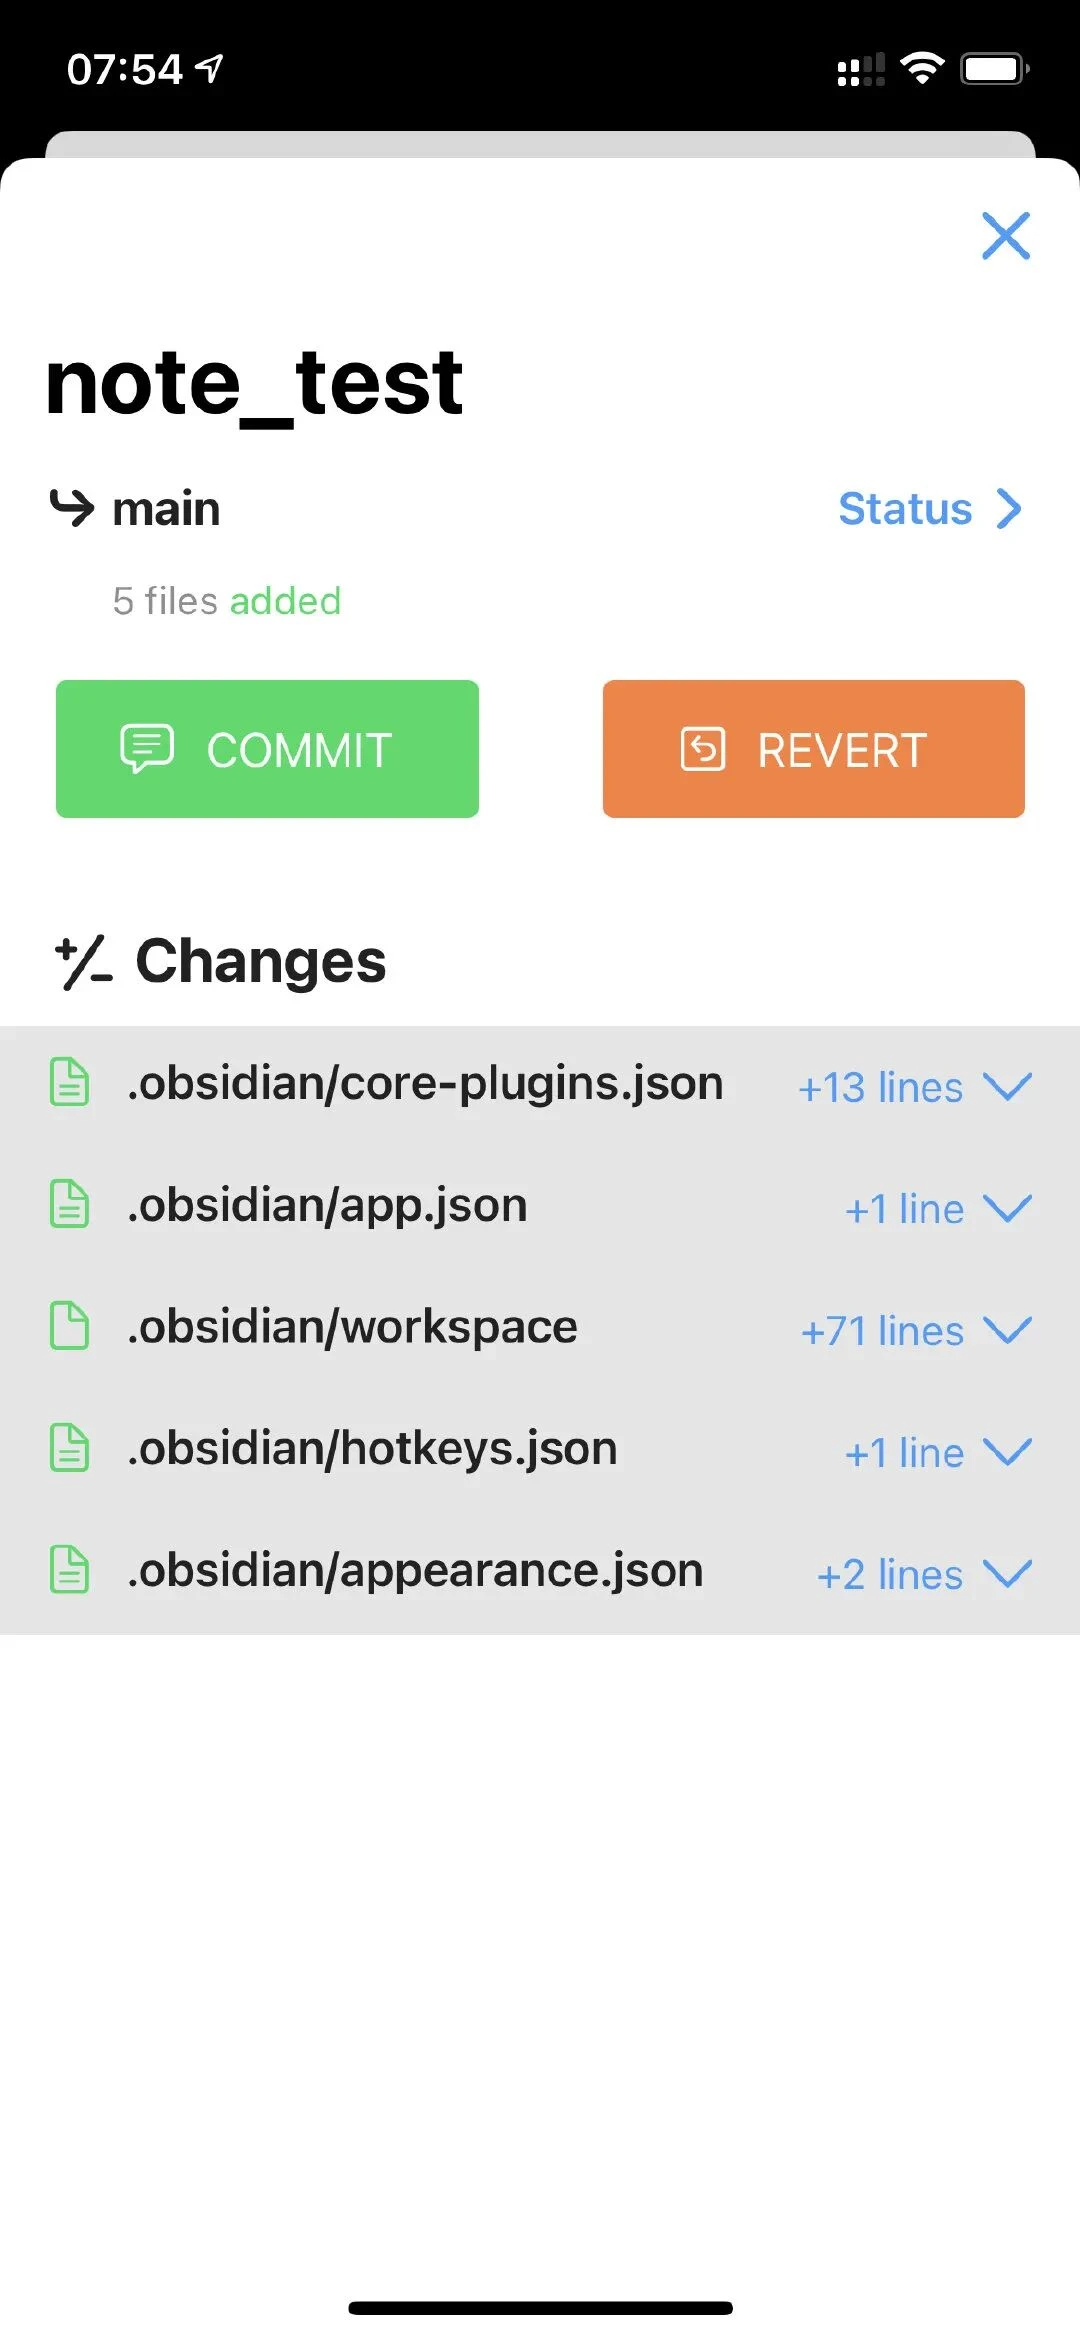 07:54
note_test
main
Status
5 files added
COMMIT
REVERT
Changes
.obsidian/core-plugins.json +13 lines
.obsidian/app.json +1 line
.obsidian/workspace +71 lines
.obsidian/hotkeys.json +1 line
.obsidian/appearance.json +2 lines